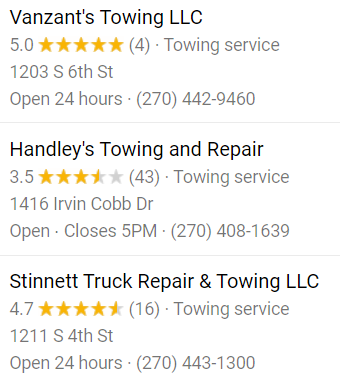 Vanzant's Towing LLC
5.0 (4) · Towing service
1203 S 6th St
Open 24 hours · (270) 442-9460
Handley's Towing and Repair
3.5 (43) · Towing service
1416 Irvin Cobb Dr
Open · Closes 5PM · (270) 408-1639
Stinnett Truck Repair & Towing LLC
4.7 (16) · Towing service
1211 S 4th St
Open 24 hours · (270) 443-1300